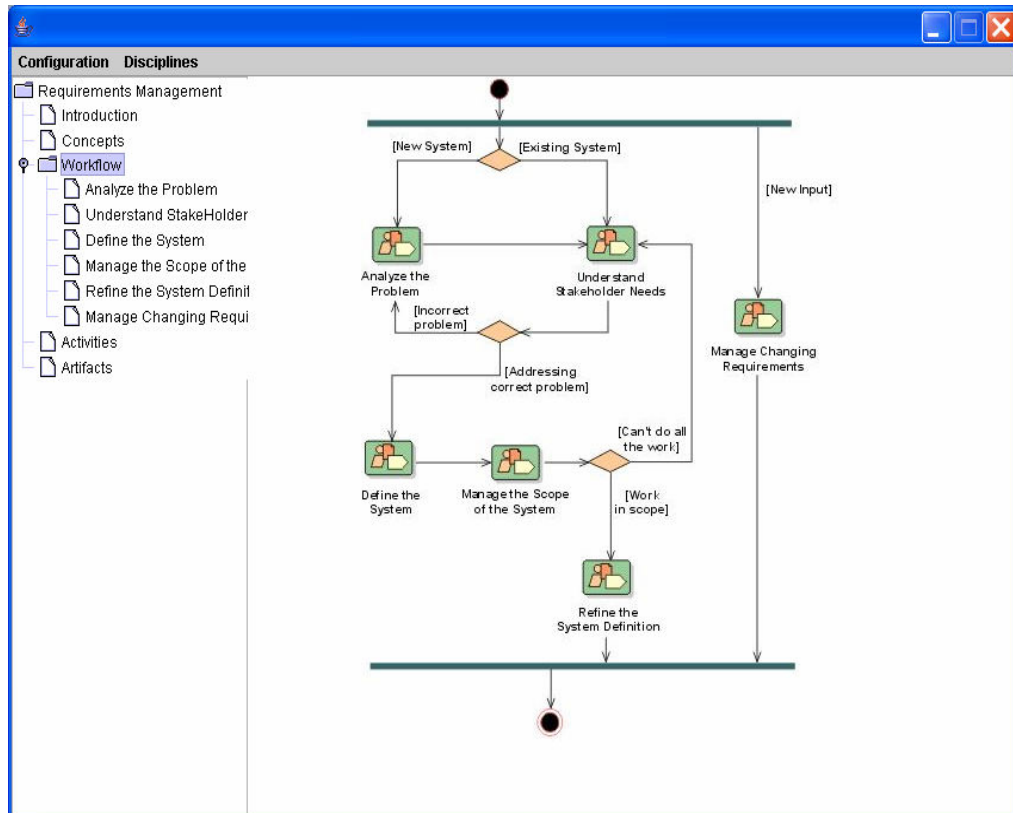 Configuration Disciplines
Requirements Management
Introduction
Concepts
Workflow
Analyze the Problem
Understand StakeHolder
Define the System
Manage the Scope of the
Refine the System Definit
Manage Changing Requi
Activities
Artifacts
[New System]
[Existing System]
[New Input]
Analyze the
Problem
Understand
Stakeholder Needs
[Incorrect
problem]
Manage Changing
Requirements
[Addressing
correct problem]
[Can't do all
the work]
Define the
System
Manage the Scope
of the System
[Work
in scope]
Refine the
System Definition